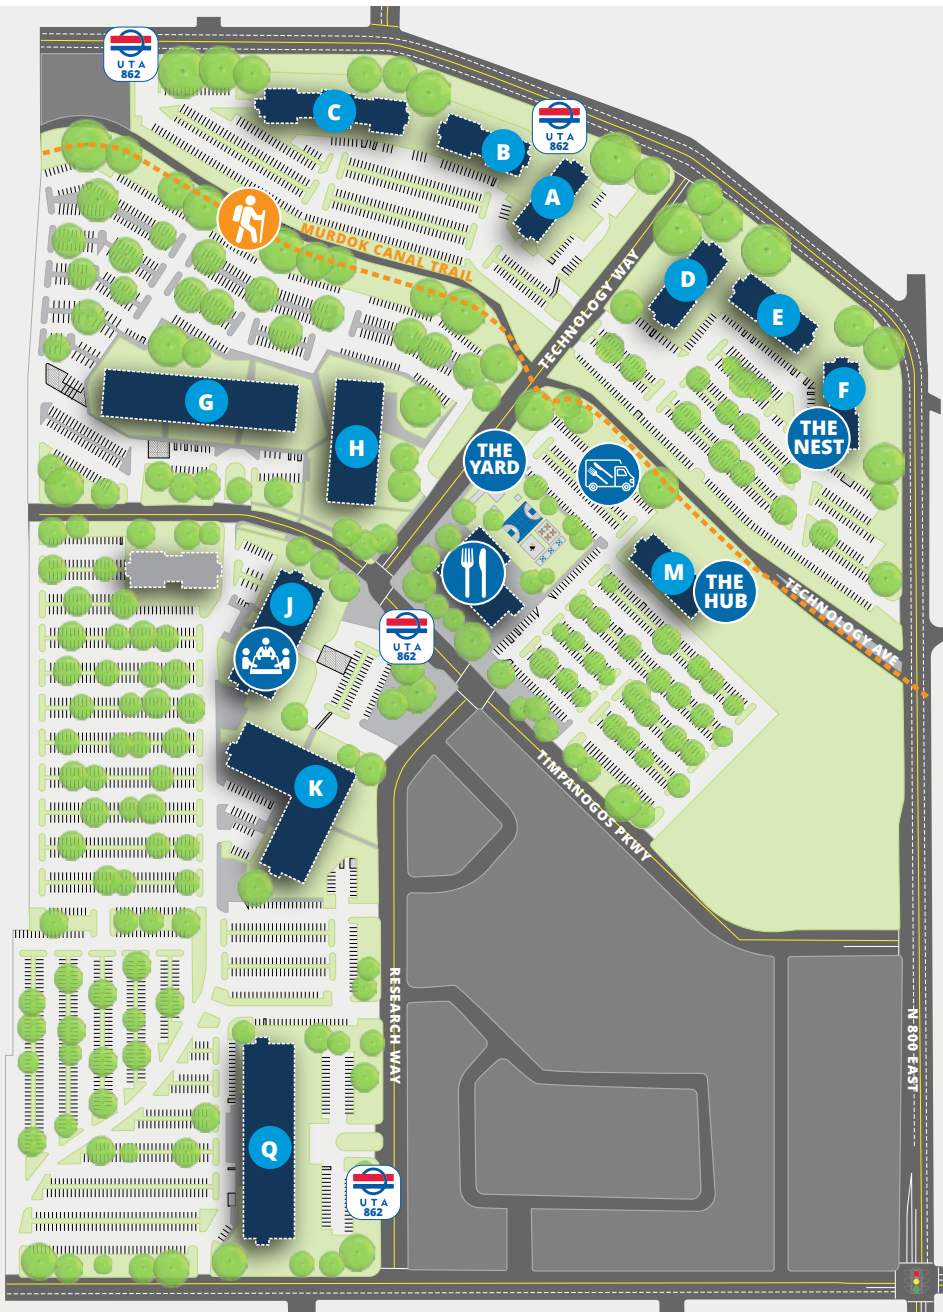 UTA
862
C
B
UTA
862
A
MURDOK CANAL TRAIL
TECHNOLOGY WAY
D
E
F
THE
NEST
G
H
THE
YARD
M
THE
HUB
J
UTA
862
TECHNOLOGY AVE
K
TIMPANOGOS PKWY
RESEARCH WAY
N 800 EAST
Q
UTA
862